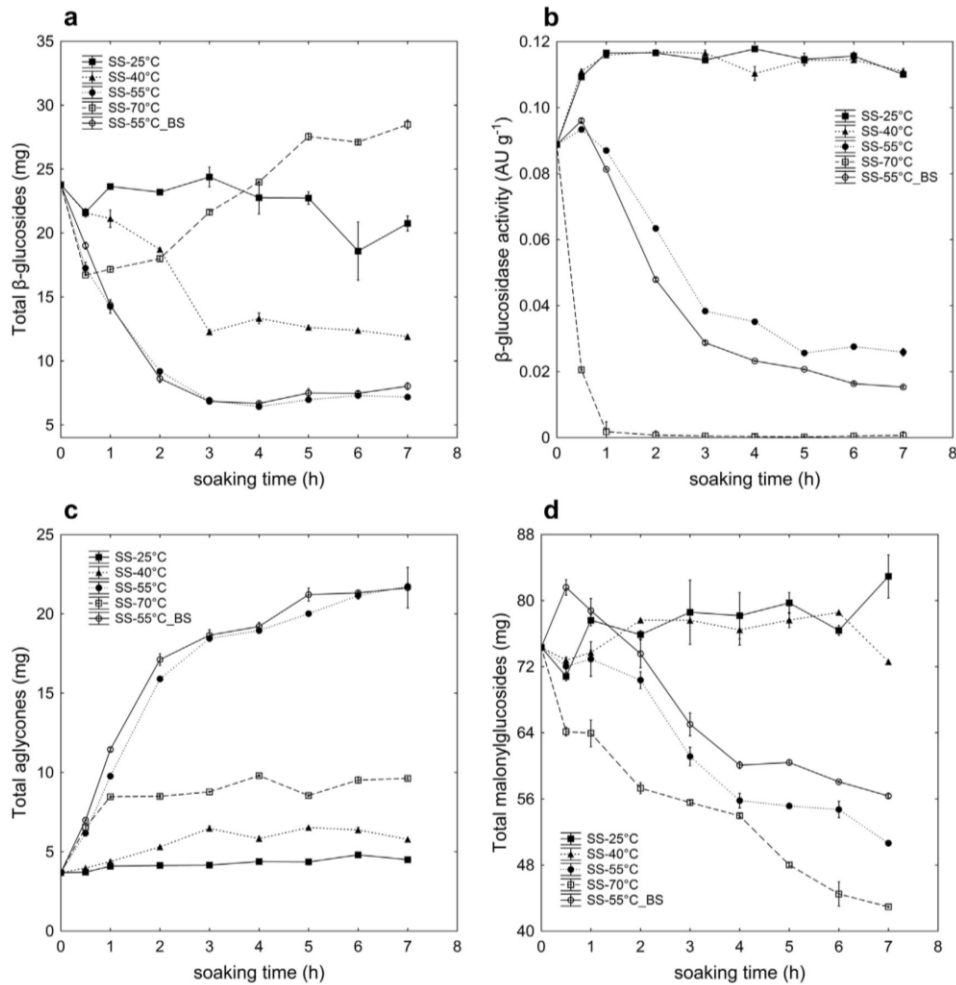 a
Total β-glucosides (mg)
35
30
25
20
15
10
5
SS-25°C
SS-40°C
SS-55°C
SS-70°C
SS-55°C_BS
0 1 2 3 4 5 6 7 8
soaking time (h)
b
β-glucosidase activity (AU g⁻¹)
0.12
0.10
0.08
0.06
0.04
0.02
0
SS-25°C
SS-40°C
SS-55°C
SS-70°C
SS-55°C_BS
0 1 2 3 4 5 6 7 8
soaking time (h)
c
Total aglycones (mg)
25
20
15
10
5
0
SS-25°C
SS-40°C
SS-55°C
SS-70°C
SS-55°C_BS
0 1 2 3 4 5 6 7 8
soaking time (h)
d
Total malonylglucosides (mg)
88
80
72
64
56
48
40
SS-25°C
SS-40°C
SS-55°C
SS-70°C
SS-55°C_BS
0 1 2 3 4 5 6 7 8
soaking time (h)